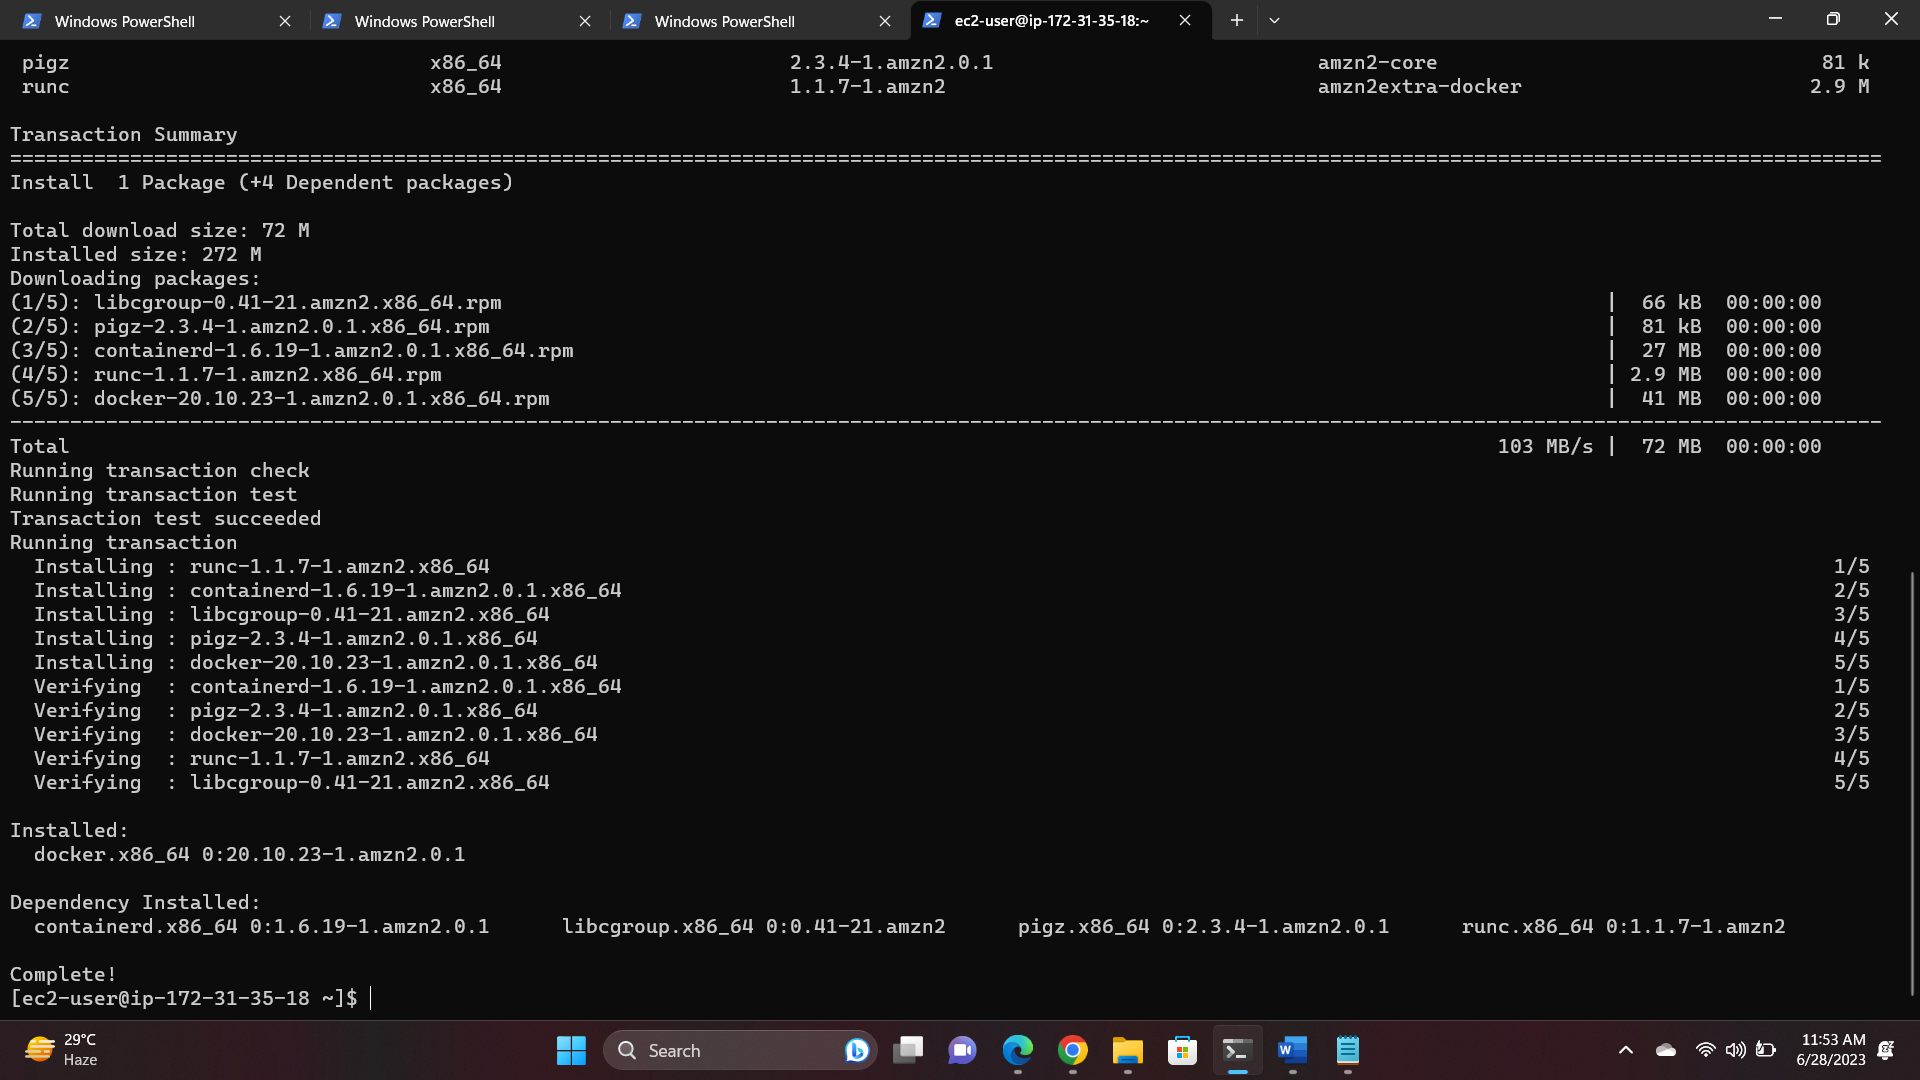 Windows PowerShell Windows PowerShell Windows PowerShell ec2-user@ip-172-31-35-18:~
pigz x86_64 2.3.4-1.amzn2.0.1 amzn2-core 81 k
runc x86_64 1.1.7-1.amzn2 amzn2extra-docker 2.9 M
Transaction Summary
================================================================================
Install  1 Package (+4 Dependent packages)
Total download size: 72 M
Installed size: 272 M
Downloading packages:
(1/5): libcgroup-0.41-21.amzn2.x86_64.rpm | 66 kB 00:00:00
(2/5): pigz-2.3.4-1.amzn2.0.1.x86_64.rpm | 81 kB 00:00:00
(3/5): containerd-1.6.19-1.amzn2.0.1.x86_64.rpm | 27 MB 00:00:00
(4/5): runc-1.1.7-1.amzn2.x86_64.rpm | 2.9 MB 00:00:00
(5/5): docker-20.10.23-1.amzn2.0.1.x86_64.rpm | 41 MB 00:00:00
--------------------------------------------------------------------------------
Total 103 MB/s | 72 MB 00:00:00
Running transaction check
Running transaction test
Transaction test succeeded
Running transaction
Installing : runc-1.1.7-1.amzn2.x86_64 1/5
Installing : containerd-1.6.19-1.amzn2.0.1.x86_64 2/5
Installing : libcgroup-0.41-21.amzn2.x86_64 3/5
Installing : pigz-2.3.4-1.amzn2.0.1.x86_64 4/5
Installing : docker-20.10.23-1.amzn2.0.1.x86_64 5/5
Verifying  : containerd-1.6.19-1.amzn2.0.1.x86_64 1/5
Verifying  : pigz-2.3.4-1.amzn2.0.1.x86_64 2/5
Verifying  : docker-20.10.23-1.amzn2.0.1.x86_64 3/5
Verifying  : runc-1.1.7-1.amzn2.x86_64 4/5
Verifying  : libcgroup-0.41-21.amzn2.x86_64 5/5
Installed:
docker.x86_64 0:20.10.23-1.amzn2.0.1
Dependency Installed:
containerd.x86_64 0:1.6.19-1.amzn2.0.1 libcgroup.x86_64 0:0.41-21.amzn2 pigz.x86_64 0:2.3.4-1.amzn2.0.1 runc.x86_64 0:1.1.7-1.amzn2
Complete!
[ec2-user@ip-172-31-35-18 ~]$
29°C
Haze
Search
11:53 AM
6/28/2023